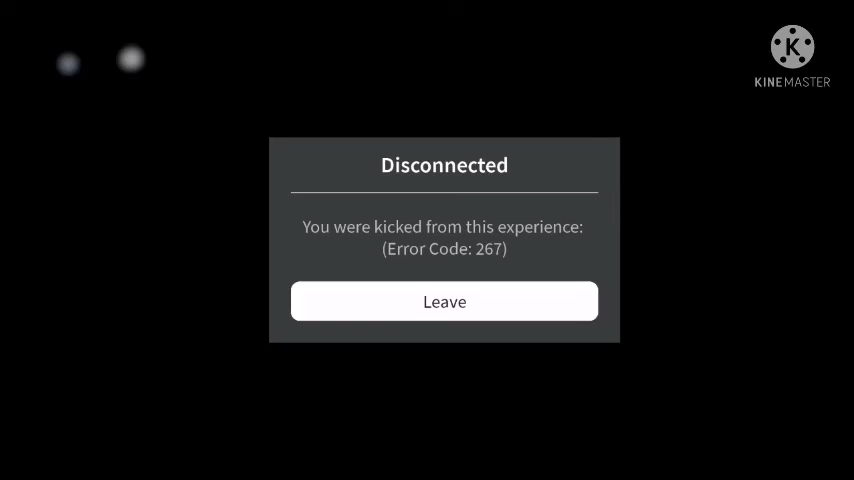 K
KINEMASTER
Disconnected
You were kicked from this experience:
(Error Code: 267)
Leave